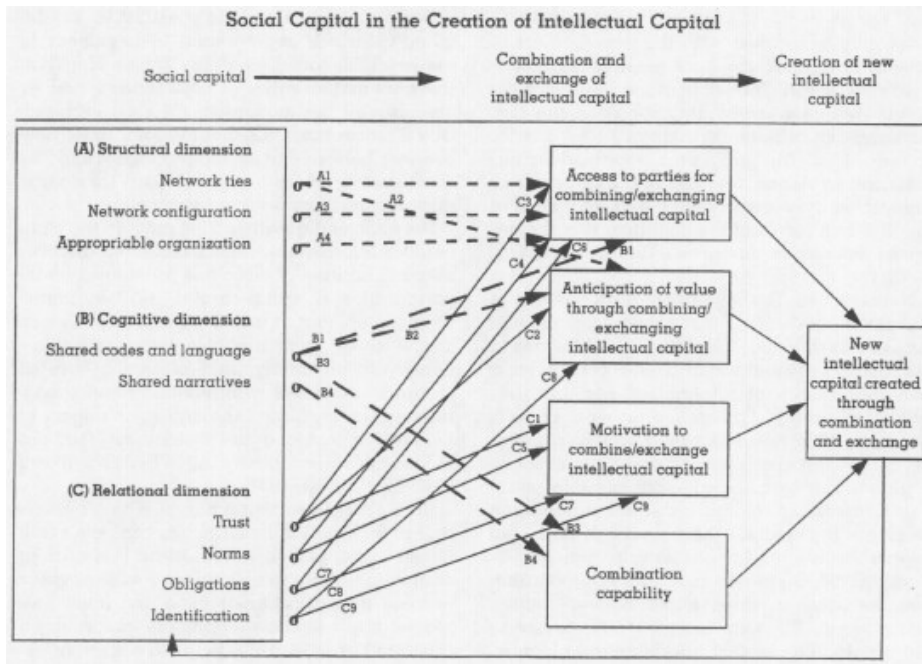 Social Capital in the Creation of Intellectual Capital
Social capital
Combination and
exchange of
intellectual capital
Creation of new
intellectual
capital
(A) Structural dimension
Network ties
Network configuration
Appropriable organization
(B) Cognitive dimension
Shared codes and language
Shared narratives
(C) Relational dimension
Trust
Norms
Obligations
Identification
A1
A2
A3
A4
C3
C6
B1
C4
B1
B2
C2
B3
B4
C8
C1
C5
C7
C9
B3
B4
C7
C8
C9
Access to parties for
combining/exchanging
intellectual capital
Anticipation of value
through combining/
exchanging
intellectual capital
Motivation to
combine/exchange
intellectual capital
Combination
capability
New
intellectual
capital created
through
combination
and exchange